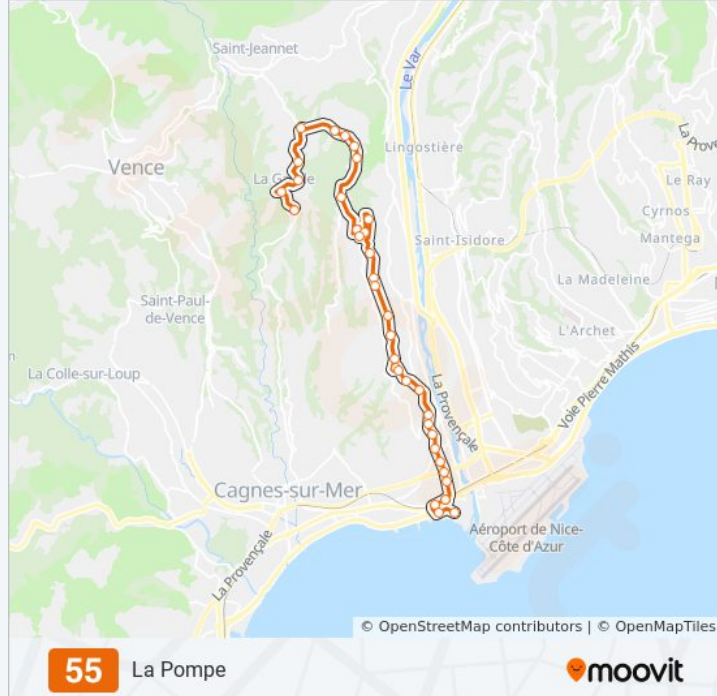 Saint-Jeannet
Le Var
La Prove
Lingostière
Vence
Le Ray
La G
e
Cyrnos
Saint-Isidore
Mantega
La Madeleine
Saint-Paul-
de-Vence
L'Archet
La Colle-sur-Loup
La Provençale
Voie Pierre Mathis
Cagnes-sur-Mer
Aéroport de Nice-
Côte d'Azur
La Provençale
© OpenStreetMap contributors | © OpenMapTiles
55 La Pompe
moovit